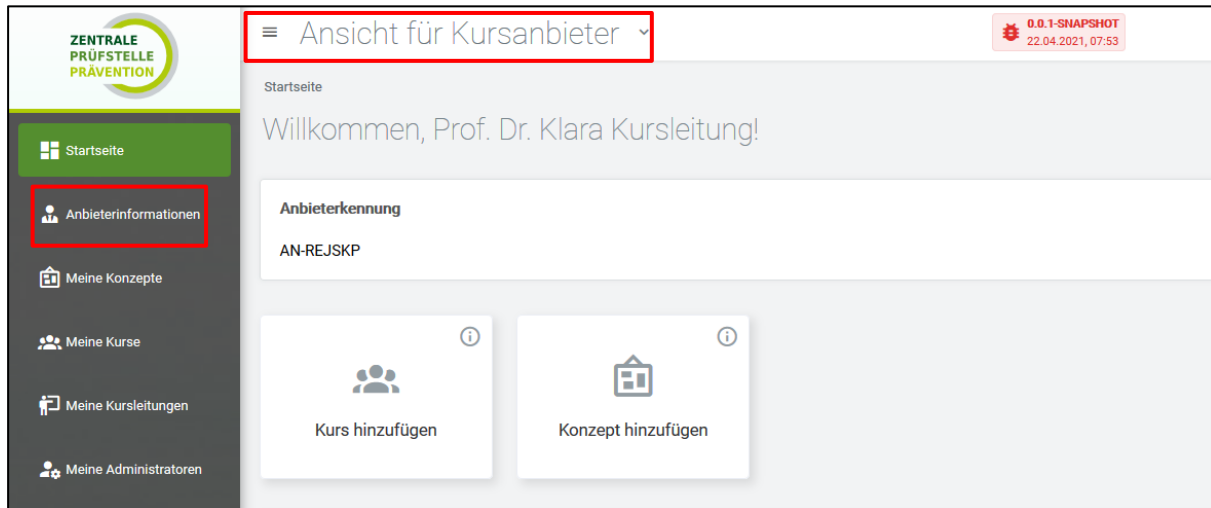 ZENTRALE
PRÜFSTELLE
PRÄVENTION
Ansicht für Kursanbieter
0.0.1-SNAPSHOT
22.04.2021, 07:53
Startseite
Willkommen, Prof. Dr. Klara Kursleitung!
Startseite
Anbieterinformationen
Meine Konzepte
Meine Kurse
Meine Kursleitungen
Meine Administratoren
Anbieterkennung
AN-REJSKP
Kurs hinzufügen
Konzept hinzufügen